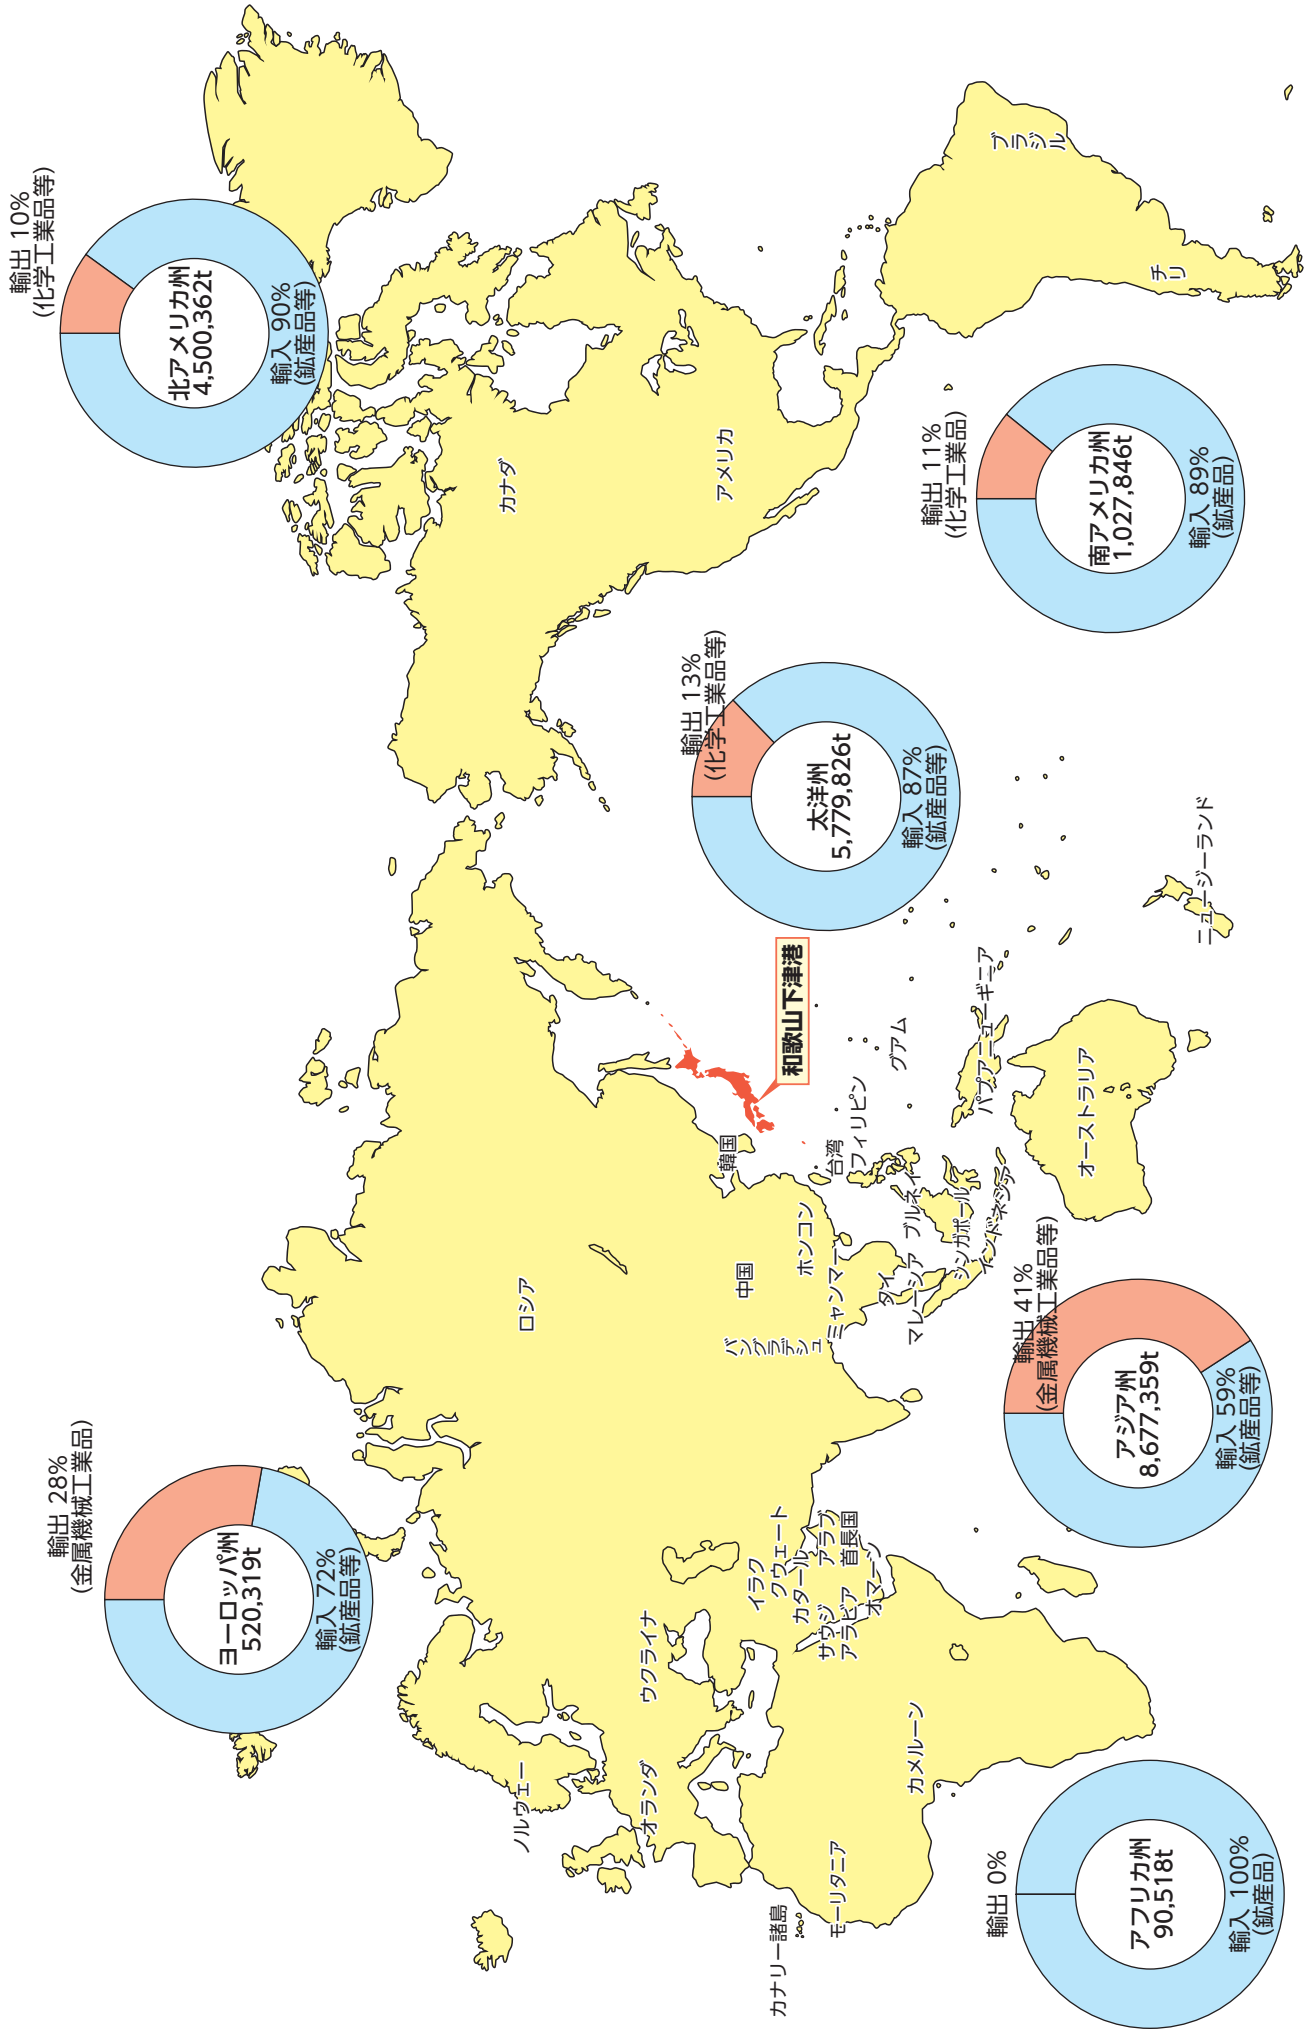 輸出 28%
(金属機械工業品)
ヨーロッパ州
520,319t
輸入 72%
(鉱産品等)
輸出 10%
(化学工業品等)
北アメリカ州
4,500,362t
輸入 90%
(鉱産品等)
ノルウェー
ロシア
カナダ
オランダ
ウクライナ
アメリカ
イラク
クウェート
カタール
アラブ
首長国
サウジ
アラビア
オマーン
バングラデシュ
中国
ホンコン
ミャンマー
韓国
台湾
フィリピン
和歌山下津港
輸出 13%
(化学工業品等)
太洋州
5,779,826t
輸入 87%
(鉱産品等)
カナリー諸島
モーリタニア
カメルーン
タイ
マレーシア
ブルネイ
シンガポール
インドネシア
グアム
パプアニューギニア
オーストラリア
ニュージーランド
ブラジル
チリ
輸出 0%
アフリカ州
90,518t
輸入 100%
(鉱産品)
輸出 41%
(金属機械工業品等)
アジア州
8,677,359t
輸入 59%
(鉱産品等)
輸出 11%
(化学工業品)
南アメリカ州
1,027,846t
輸入 89%
(鉱産品)